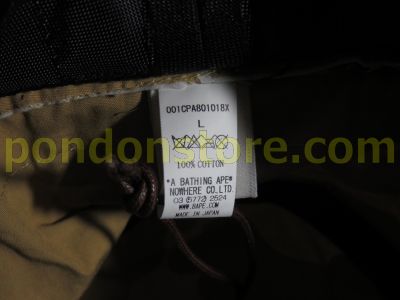 001CPA801018X
L
pondonstore.com
100% COTTON
"A BATHING APE"
NOWHERE CO.LTD.
03 (5772) 2524
WWW.BAPE.COM
MADE IN JAPAN